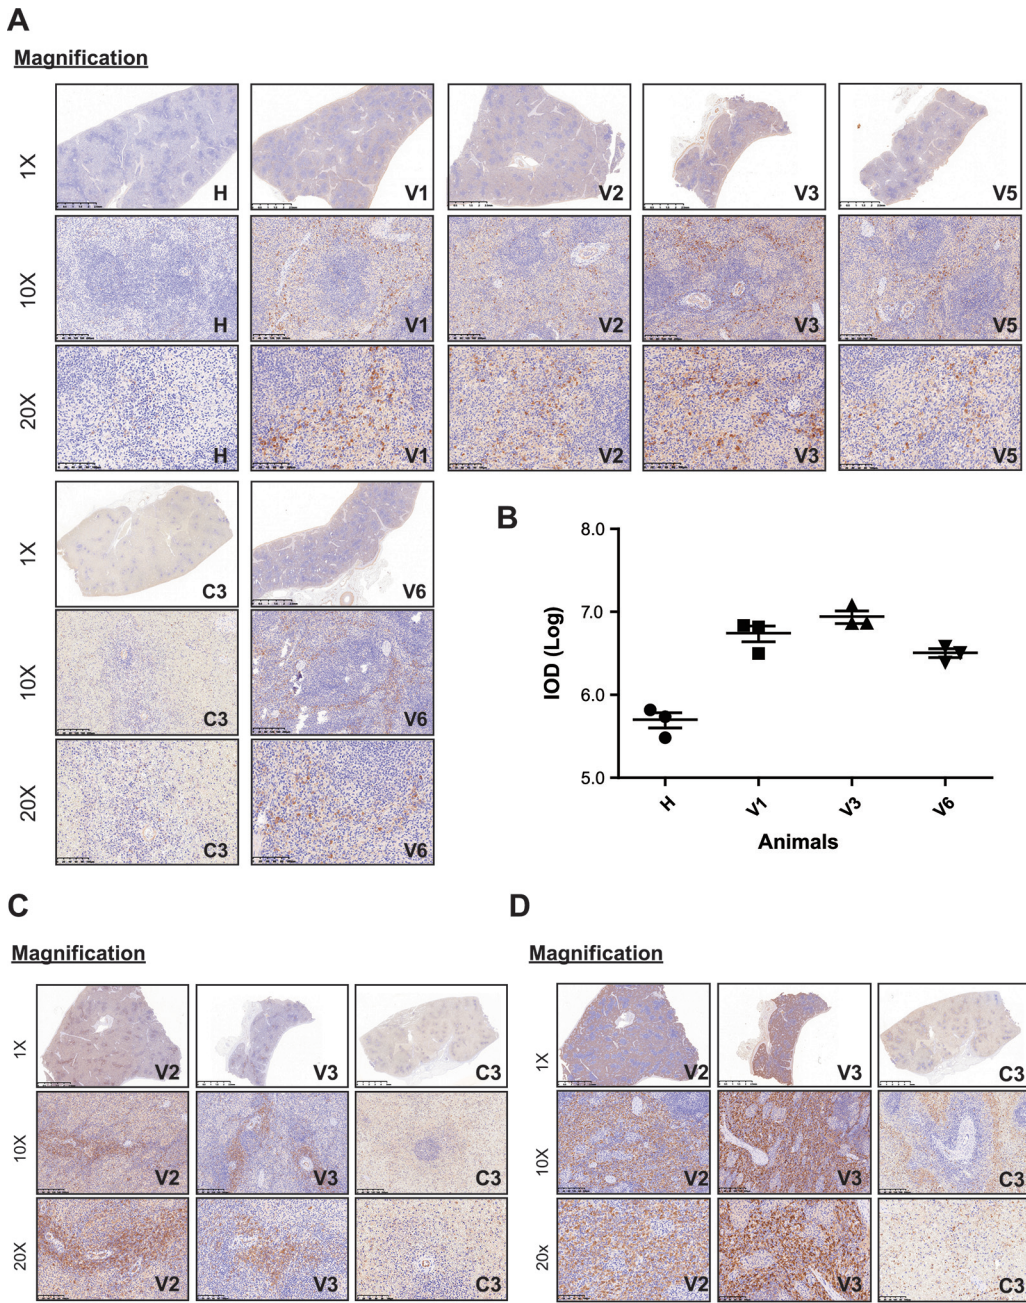 A
Magnification
1X
H
V1
V2
V3
V5
10X
H
V1
V2
V3
V5
20X
H
V1
V2
V3
V5
1X
C3
V6
10X
C3
V6
20X
C3
V6
B
8.0
7.0
6.0
5.0
IOD (Log)
H
V1
V3
V6
Animals
C
Magnification
1X
V2
V3
C3
10X
V2
V3
C3
20X
V2
V3
C3
D
Magnification
1X
V2
V3
C3
10X
V2
V3
C3
20x
V2
V3
C3